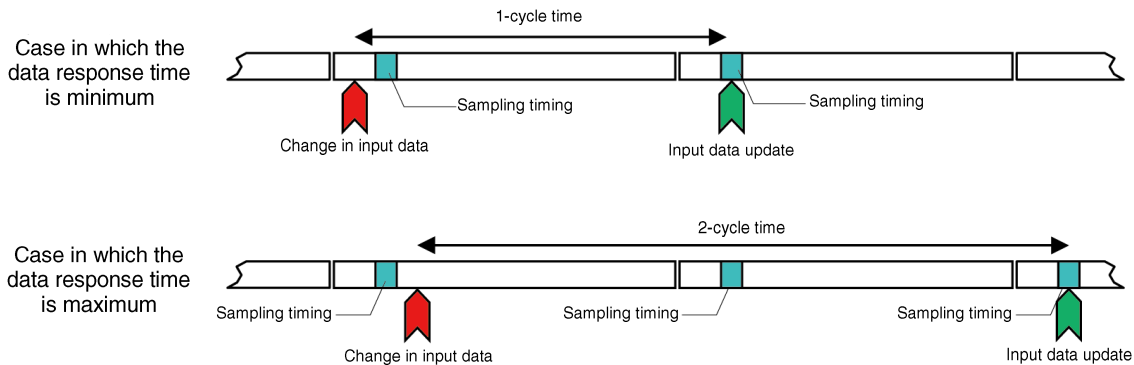 1-cycle time
Case in which the
data response time
is minimum
Sampling timing
Sampling timing
Change in input data
Input data update
2-cycle time
Case in which the
data response time
is maximum
Sampling timing
Sampling timing
Sampling timing
Change in input data
Input data update